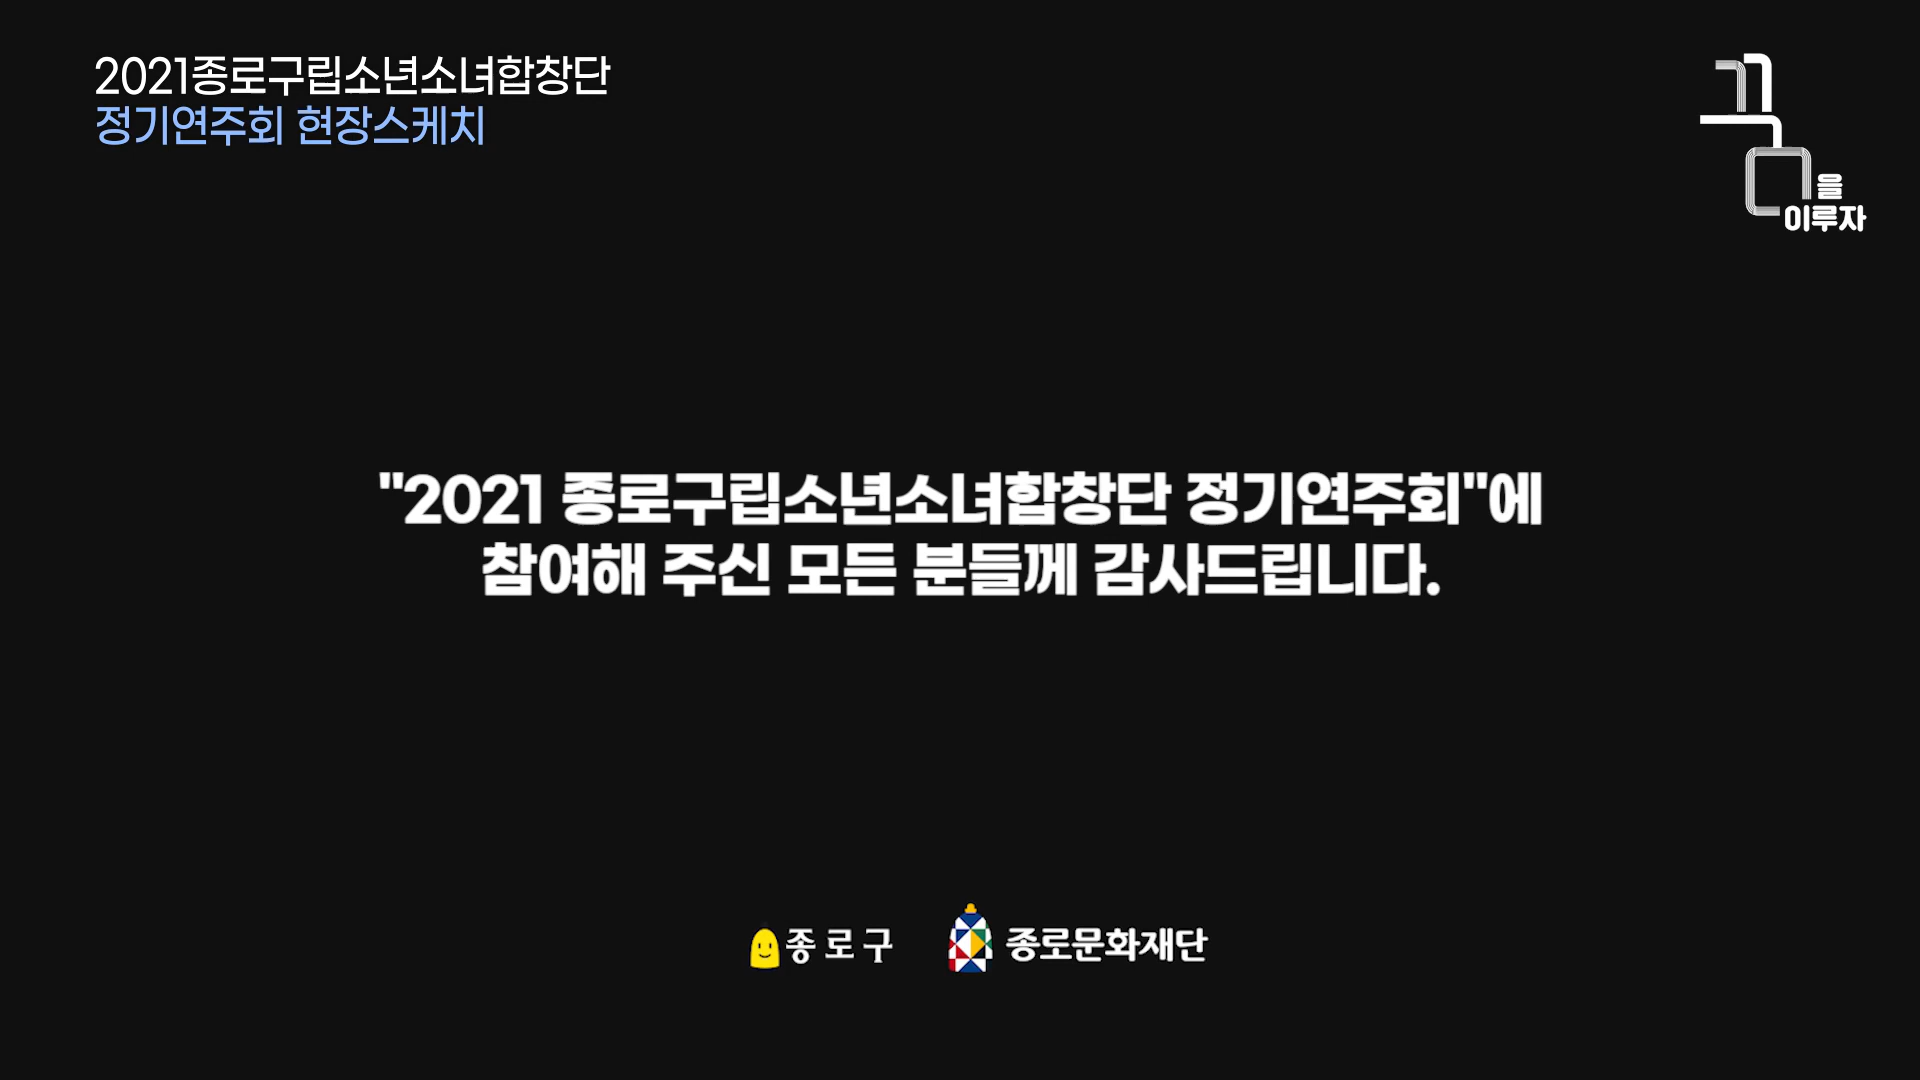 2021종로구립소년소녀합창단
정기연주회 현장스케치
꿈을
이루자
"2021 종로구립소년소녀합창단 정기연주회"에
참여해 주신 모든 분들께 감사드립니다.
종로구
종로문화재단